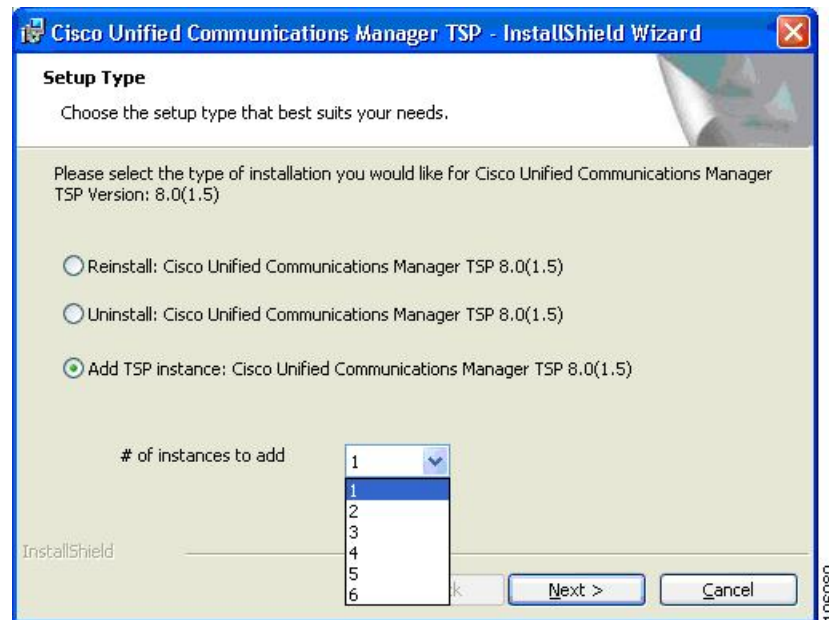 Cisco Unified Communications Manager TSP - InstallShield Wizard
Setup Type
Choose the setup type that best suits your needs.
Please select the type of installation you would like for Cisco Unified Communications Manager
TSP Version: 8.0(1.5)
Reinstall: Cisco Unified Communications Manager TSP 8.0(1.5)
Uninstall: Cisco Unified Communications Manager TSP 8.0(1.5)
Add TSP instance: Cisco Unified Communications Manager TSP 8.0(1.5)
# of instances to add
1
1
2
3
4
5
6
InstallShield
Next >
Cancel